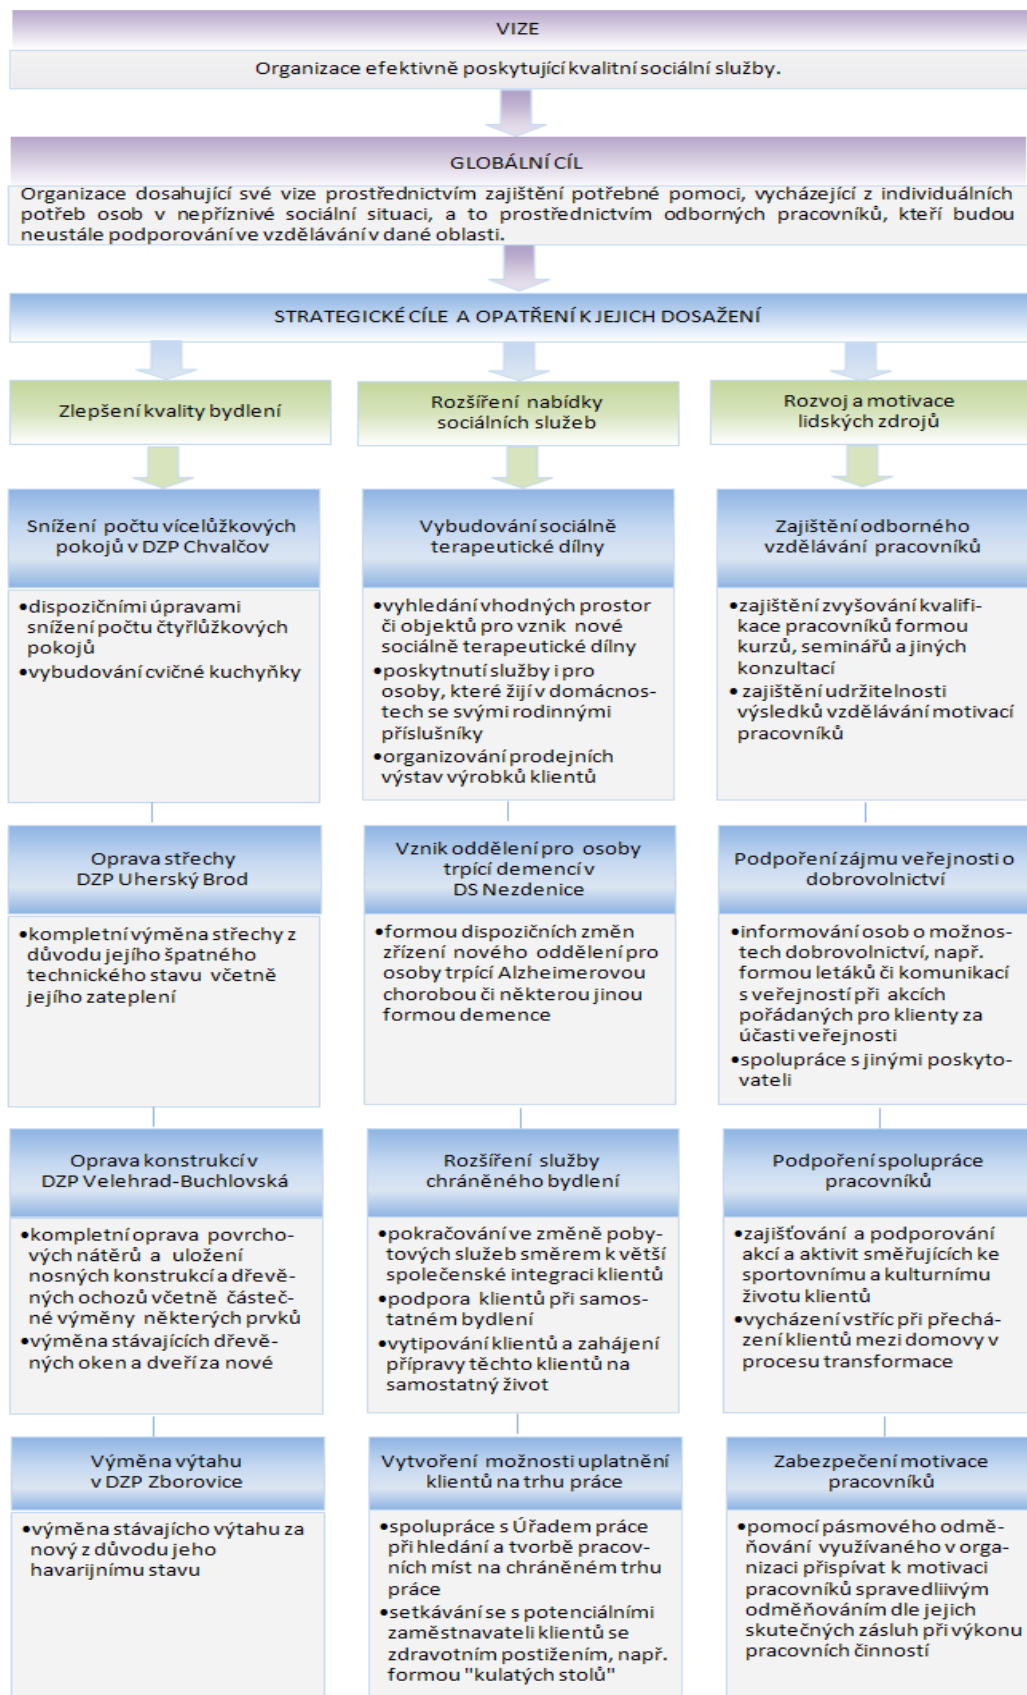 VIZE
Organizace efektivně poskytující kvalitní sociální služby.
GLOBÁLNÍ CÍL
Organizace dosahující své vize prostřednictvím zajištění potřebné pomoci, vycházející z individuálních
potřeb osob v nepříznivé sociální situaci, a to prostřednictvím odborných pracovníků, kteří budou
neustále podporování ve vzdělávání v dané oblasti.
STRATEGICKÉ CÍLE A OPATŘENÍ K JEJICH DOSAŽENÍ
Zlepšení kvality bydlení
Snížení počtu vícelůžkových
pokojů v DZP Chvalčov
•dispozičními úpravami
snížení počtu čtyřlůžkových
pokojů
•vybudování cvičné kuchyňky
Oprava střechy
DZP Uherský Brod
•kompletní výměna střechy z
důvodu jejího špatného
technického stavu včetně
jejího zateplení
Oprava konstrukcí v
DZP Velehrad-Buchlovská
•kompletní oprava povrcho-
vých nátěrů a uložení
nosných konstrukcí a dřevě-
ných ochozů včetně částeč-
né výměny některých prvků
•výměna stávajících dřevě-
ných oken a dveří za nové
Výměna výtahu
v DZP Zborovice
•výměna stávajícho výtahu za
nový z důvodu jeho
havarijnímu stavu
Rozšíření nabídky
sociálních služeb
Vybudování sociálně
terapeutické dílny
•vyhledání vhodných prostor
či objektů pro vznik nové
sociálně terapeutické dílny
•poskytnutí služby i pro
osoby, které žijí v domácnos-
tech se svými rodinnými
příslušníky
•organizování prodejních
výstav výrobků klientů
Vznik oddělení pro osoby
trpící demencí v
DS Nezdenice
•formou dispozičních změn
zřízení nového oddělení pro
osoby trpící Alzheimerovou
chorobou či některou jinou
formou demence
Rozšíření služby
chráněného bydlení
•pokračování ve změně poby-
tových služeb směrem k větší
společenské integraci klientů
•podpora klientů při samos-
tatném bydlení
•vytipování klientů a zahájení
přípravy těchto klientů na
samostatný život
Vytvoření možnosti uplatnění
klientů na trhu práce
•spolupráce s Úřadem práce
při hledání a tvorbě pracov-
ních míst na chráněném trhu
práce
•setkávání se s potenciálními
zaměstnavateli klientů se
zdravotním postižením, např.
formou "kulatých stolů"
Rozvoj a motivace
lidských zdrojů
Zajištění odborného
vzdělávání pracovníků
•zajištění zvyšování kvalifi-
kace pracovníků formou
kurzů, seminářů a jiných
konzultací
• zajištění udržitelnosti
výsledků vzdělávání motivací
pracovníků
Podpoření zájmu veřejnosti o
dobrovolnictví
•informování osob o možnos-
tech dobrovolnictví, např.
formou letáků či komunikací
s veřejností při akcích
pořádaných pro klienty za
účasti veřejnosti
•spolupráce s jinými poskyto-
vateli
Podpoření spolupráce
pracovníků
•zajišťování a podporování
akcí a aktivit směřujících ke
sportovnímu a kulturnímu
životu klientů
•vycházení vstříc při přechá-
zení klientů mezi domovy v
procesu transformace
Zabezpečení motivace
pracovníků
•pomocí pásmového odmě-
ňování využívaného v orga-
nizaci přispívat k motivaci
pracovníků spravedliivým
odměňováním dle jejich
skutečných zásluh při výkonu
pracovních činností